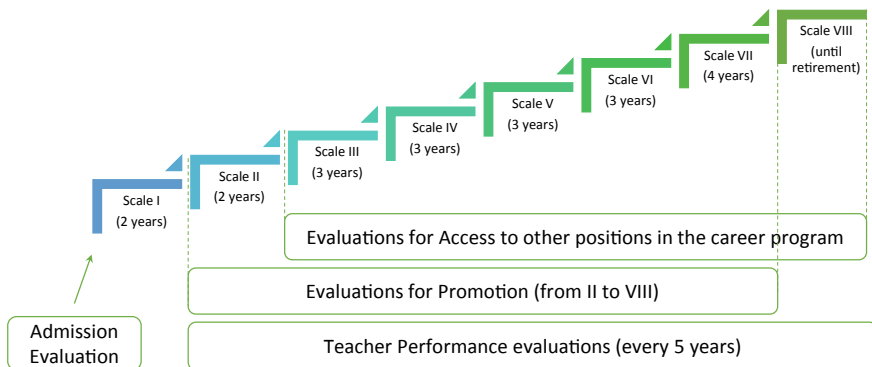 Scale I
(2 years)
Scale II
(2 years)
Scale III
(3 years)
Scale IV
(3 years)
Scale V
(3 years)
Scale VI
(3 years)
Scale VII
(4 years)
Scale VIII
(until
retirement)
Evaluations for Access to other positions in the career program
Evaluations for Promotion (from II to VIII)
Admission
Evaluation
Teacher Performance evaluations (every 5 years)